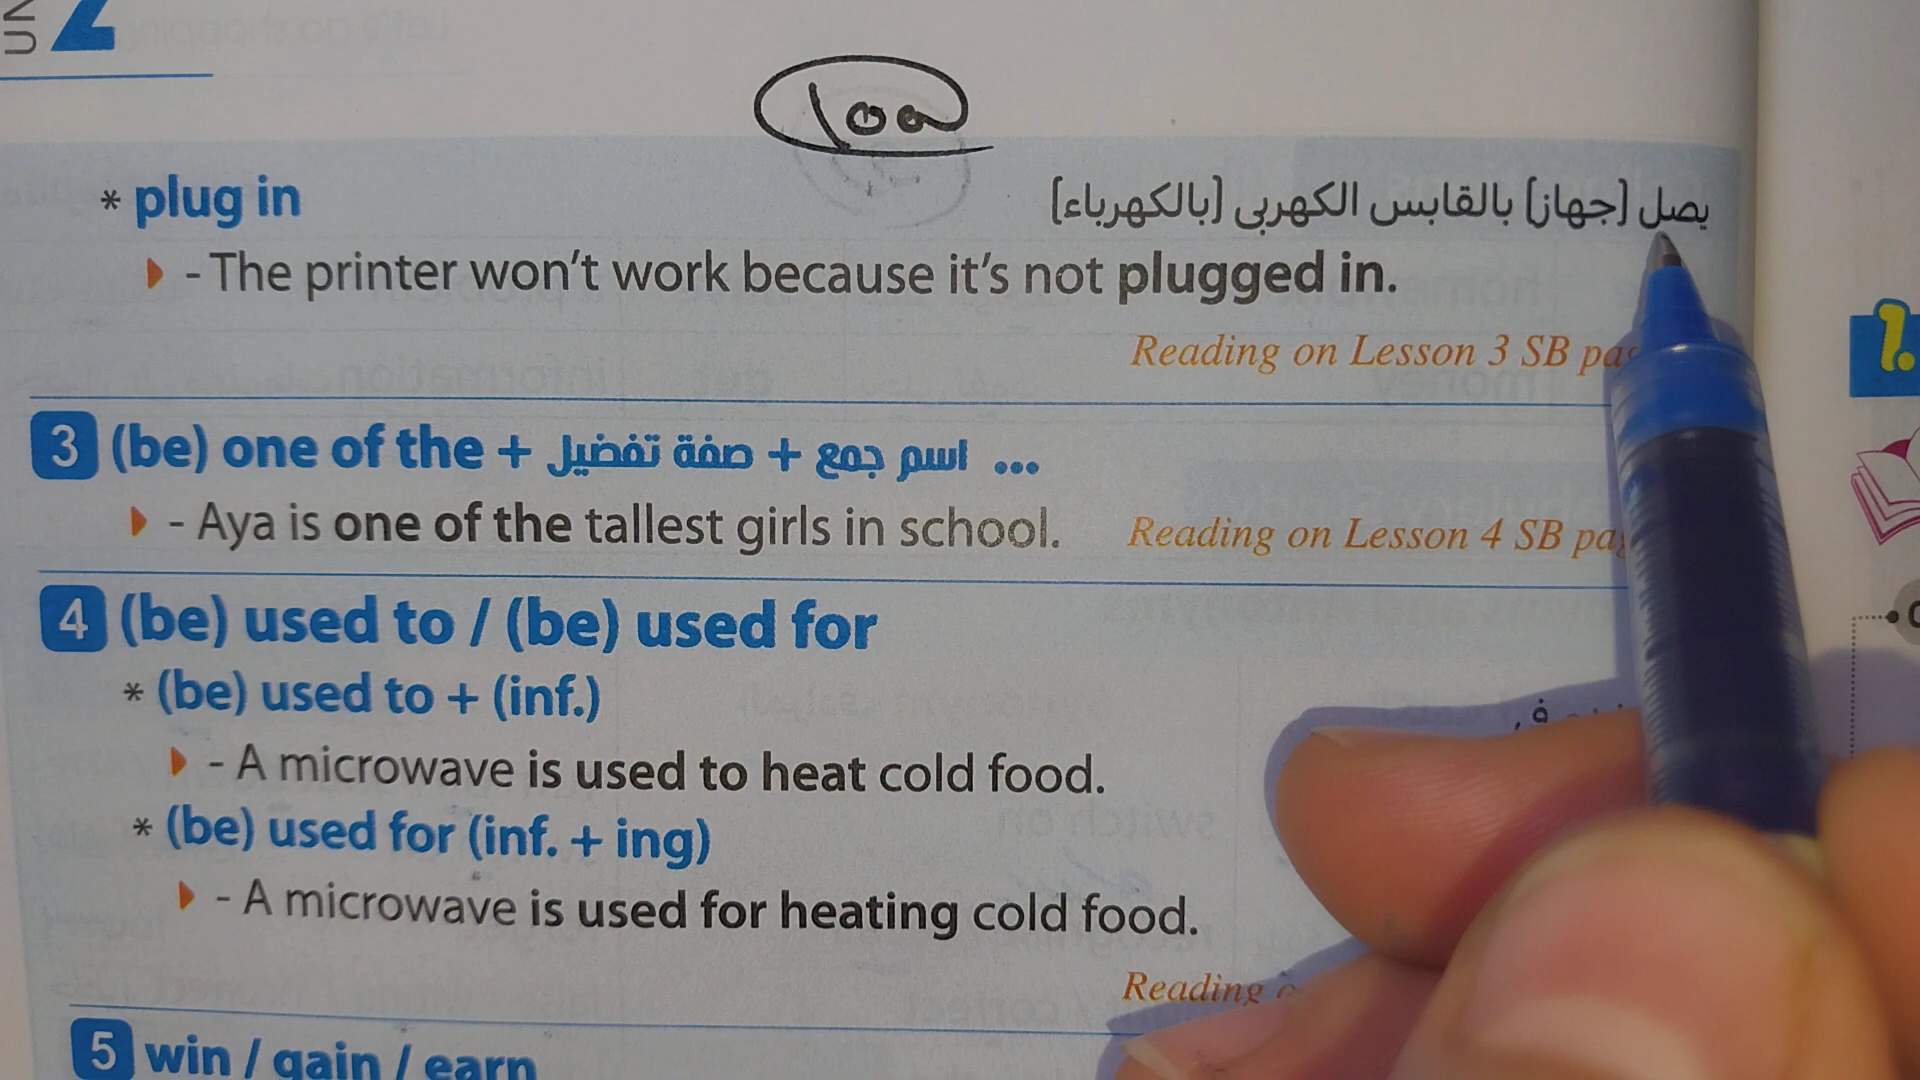 2
100
* plug in يصل (جهاز) بالقابس الكهربى (بالكهرباء)
- The printer won't work because it's not plugged in.
Reading on Lesson 3 SB
3 (be) one of the + صفة تفضيل + اسم جمع ...
- Aya is one of the tallest girls in school. Reading on Lesson 4 SB
4 (be) used to / (be) used for
* (be) used to + (inf.)
- A microwave is used to heat cold food.
* (be) used for (inf. + ing)
- A microwave is used for heating cold food.
Reading
5 win / gain / earn
1.